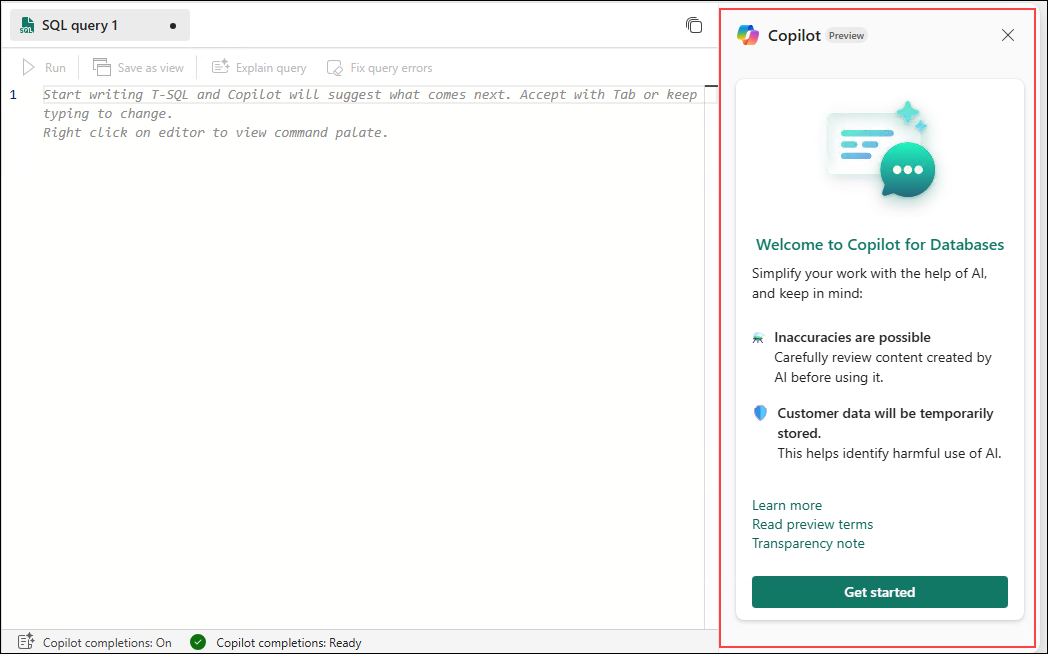 SQL query 1
Run
Save as view
Explain query
Fix query errors
1
Start writing T-SQL and Copilot will suggest what comes next. Accept with Tab or keep
typing to change.
Right click on editor to view command palate.
Copilot completions: On
Copilot completions: Ready
Copilot
Preview
Welcome to Copilot for Databases
Simplify your work with the help of AI,
and keep in mind:
Inaccuracies are possible
Carefully review content created by
AI before using it.
Customer data will be temporarily
stored.
This helps identify harmful use of AI.
Learn more
Read preview terms
Transparency note
Get started